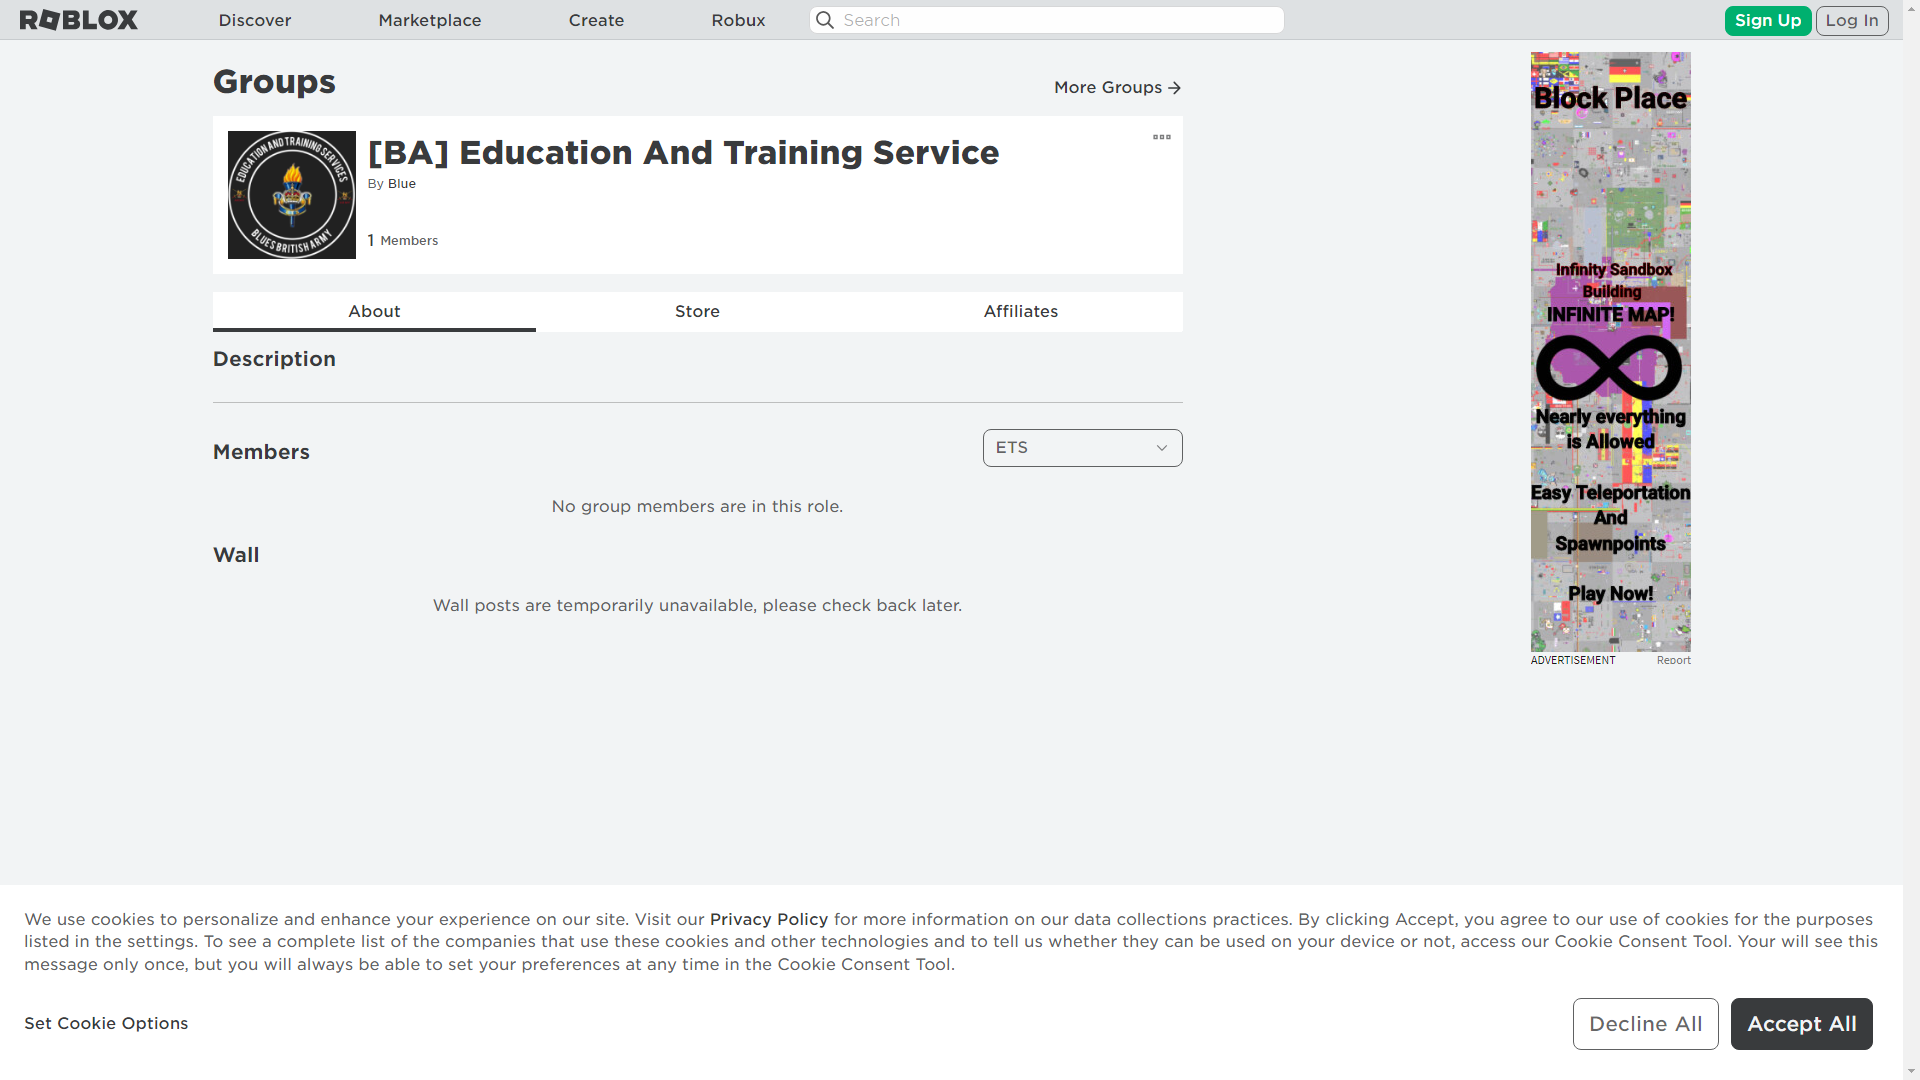 ROBLOX
Discover
Marketplace
Create
Robux
Search
Sign Up
Log In
Groups
More Groups
EDUCATION AND TRAINING SERVICES
BLUES BRITISH ARMY
[BA] Education And Training Service
By Blue
1 Members
About
Store
Affiliates
Description
Members
ETS
No group members are in this role.
Wall
Wall posts are temporarily unavailable, please check back later.
Block Place
Infinity Sandbox
Building
INFINITE MAP!
Nearly everything
is Allowed
Easy Teleportation
And
Spawnpoints
Play Now!
ADVERTISEMENT
Report
We use cookies to personalize and enhance your experience on our site. Visit our Privacy Policy for more information on our data collections practices. By clicking Accept, you agree to our use of cookies for the purposes
listed in the settings. To see a complete list of the companies that use these cookies and other technologies and to tell us whether they can be used on your device or not, access our Cookie Consent Tool. Your will see this
message only once, but you will always be able to set your preferences at any time in the Cookie Consent Tool.
Set Cookie Options
Decline All
Accept All